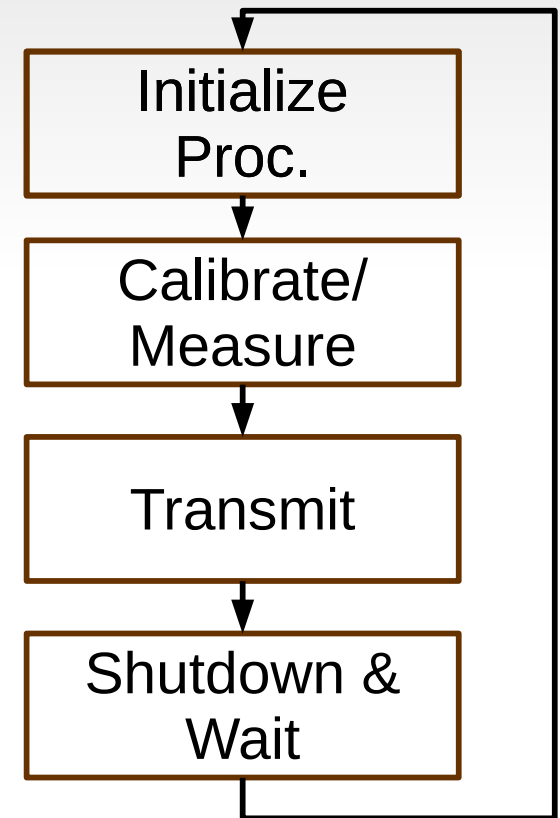 Initialize
Proc.
Calibrate/
Measure
Transmit
Shutdown &
Wait